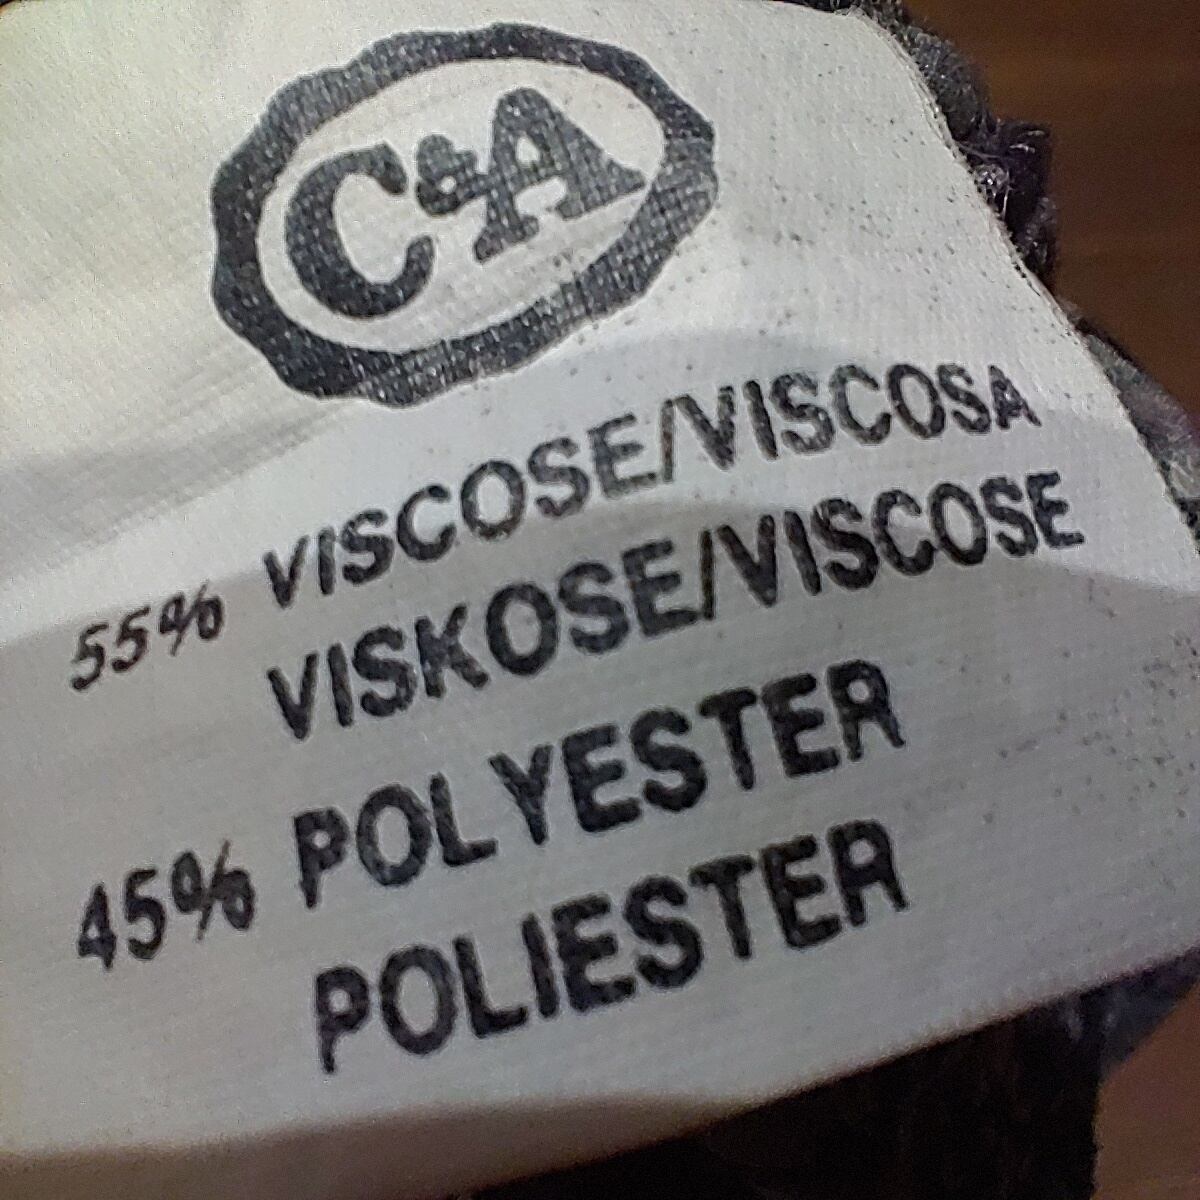 C&A
55% VISCOSE/VISCOSA
VISKOSE/VISCOSE
45% POLYESTER
POLIESTER